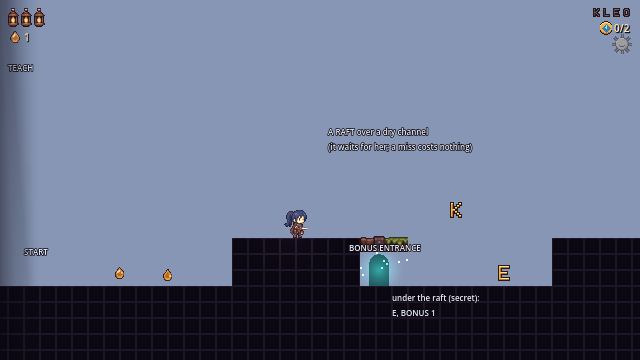 KLEO
1
0/2
TEACH
A RAFT over a dry channel
(it waits for her; a miss costs nothing)
K
START
BONUS ENTRANCE
E
under the raft (secret):
E, BONUS 1